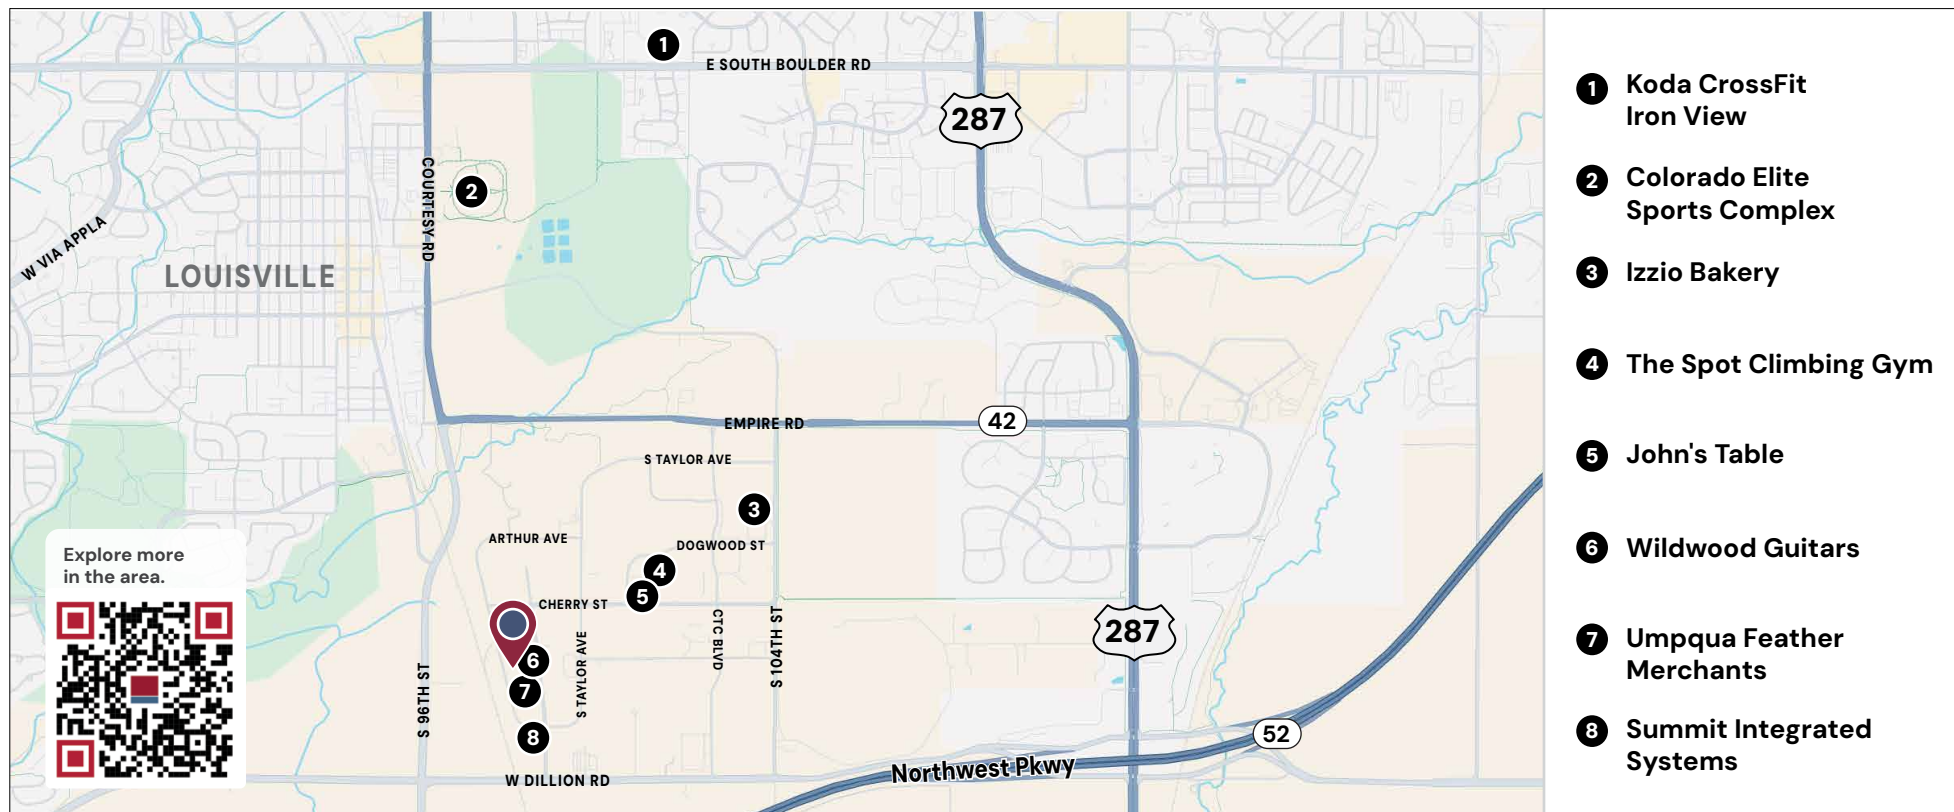 1
E SOUTH BOULDER RD
287
COURTESY RD
2
W VIA APPLA
LOUISVILLE
EMPIRE RD
42
S TAYLOR AVE
3
ARTHUR AVE
DOGWOOD ST
4
5
CHERRY ST
CTC BLVD
S 104TH ST
S TAYLOR AVE
S 96TH ST
6
7
8
287
52
Northwest Pkwy
W DILLION RD
Explore more
in the area.
1 Koda CrossFit
Iron View
2 Colorado Elite
Sports Complex
3 Izzio Bakery
4 The Spot Climbing Gym
5 John's Table
6 Wildwood Guitars
7 Umpqua Feather
Merchants
8 Summit Integrated
Systems